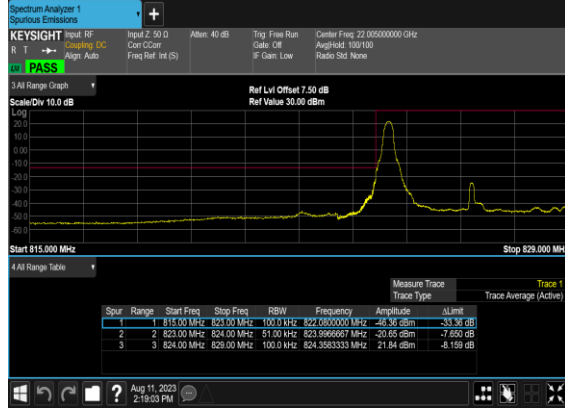 Spectrum Analyzer 1
Spurious Emissions
+
KEYSIGHT Input: RF Input Z: 50 Ω Atten: 40 dB Trig: Free Run Center Freq: 22.005000000 GHz
R T Coupling: DC Corr CCorr Gate: Off Avg|Hold: 100/100
Align: Auto Freq Ref: Int (S) IF Gain: Low Radio Std: None
PASS
3 All Range Graph
Ref Lvl Offset 7.50 dB
Scale/Div 10.0 dB Ref Value 30.00 dBm
Log
20.0
10.0
0.00
-10.0
-20.0
-30.0
-40.0
-50.0
-60.0
Start 815.000 MHz Stop 829.000 MH
4 All Range Table
Measure Trace Trace 1
Trace Type Trace Average (Active)
Spur Range Start Freq Stop Freq RBW Frequency Amplitude ΔLimit
1 1 815.00 MHz 823.00 MHz 100.0 kHz 822.0800000 MHz -46.36 dBm -33.36 dB
2 2 823.00 MHz 824.00 MHz 51.00 kHz 823.9966667 MHz -20.65 dBm -7.650 dB
3 3 824.00 MHz 829.00 MHz 100.0 kHz 824.3583333 MHz 21.84 dBm -8.159 dB
? Aug 11, 2023
2:19:03 PM